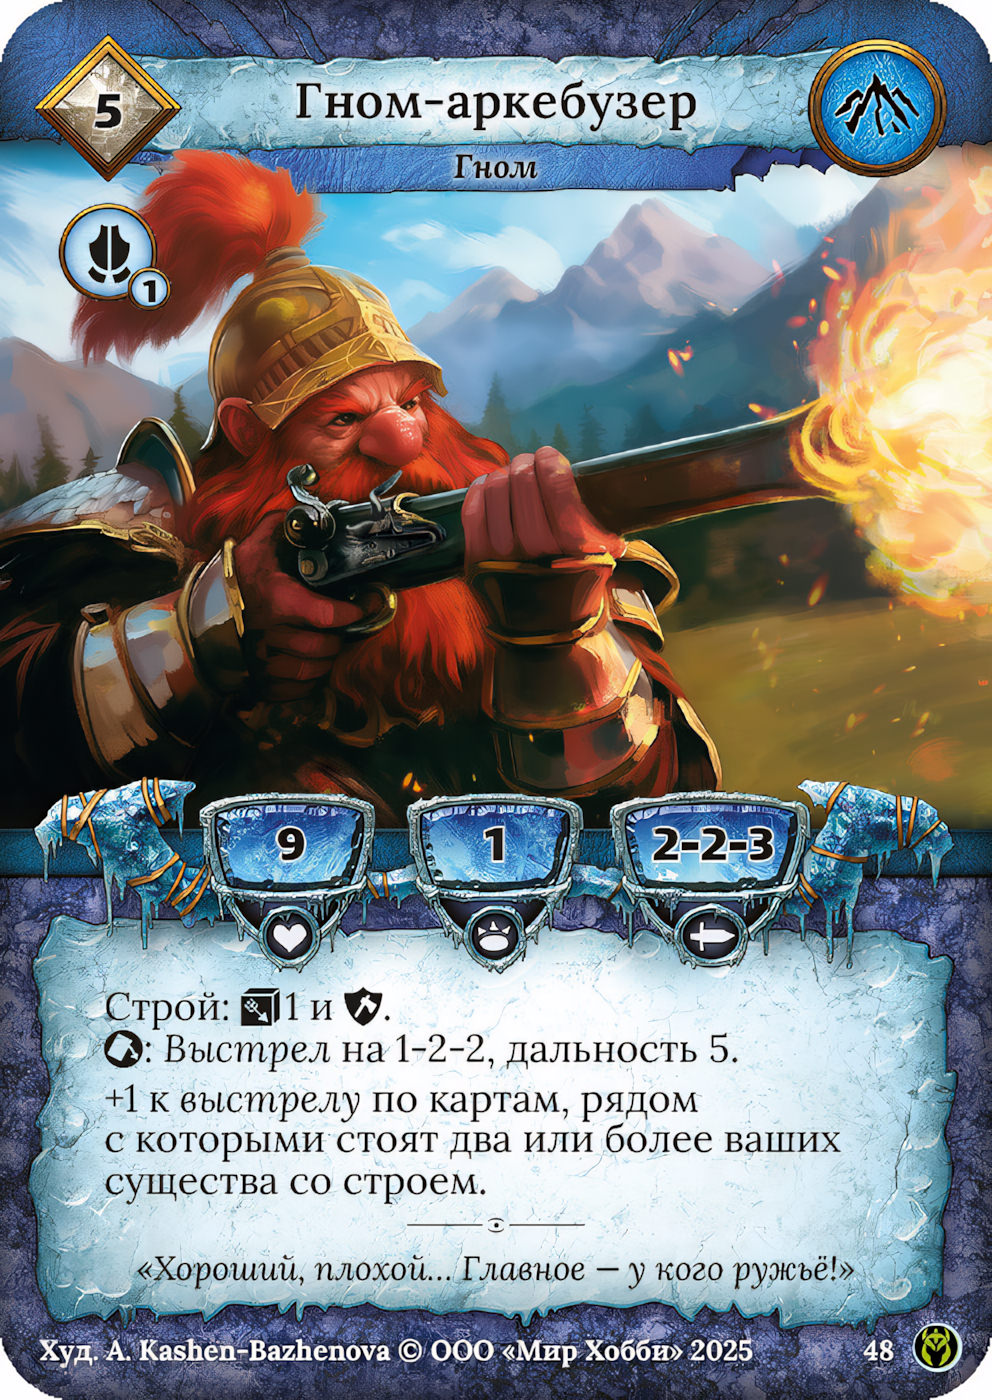 5
Гном-аркебузер
Гном
1
9
1
2-2-3
Строй: 1 и .
: Выстрел на 1-2-2, дальность 5.
+1 к выстрелу по картам, рядом
с которыми стоят два или более ваших
существа со строем.
«Хороший, плохой... Главное — у кого ружьё!»
Худ. А. Kashen-Bazhenova © ООО «Мир Хобби» 2025
48